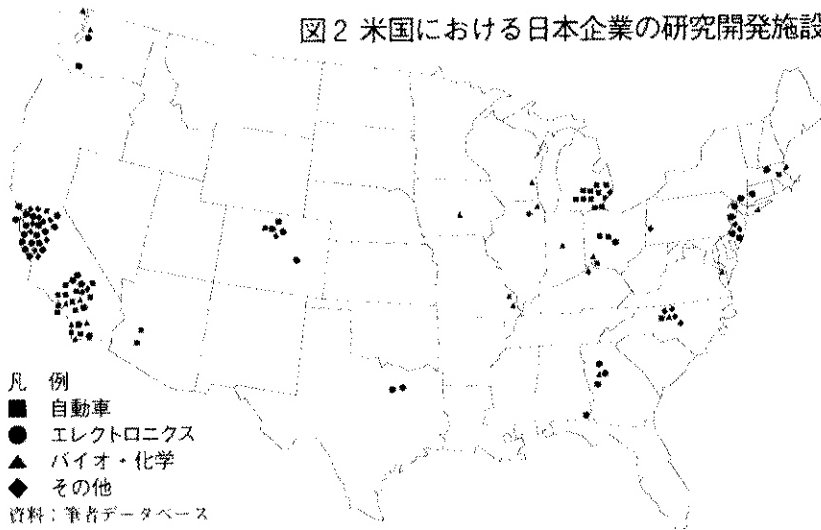 図2 米国における日本企業の研究開発施設
凡 例
■ 自動車
● エレクトロニクス
▲ バイオ・化学
◆ その他
資料:筆者データベース